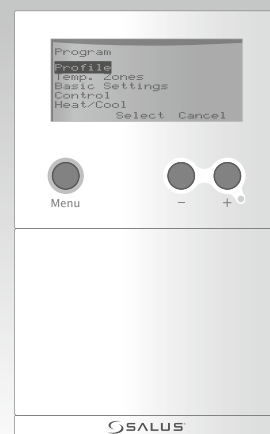 Program
Profile
Temp. Zones
Basic Settings
Control
Heat/Cool
Select Cancel
Menu
- +
SALUS